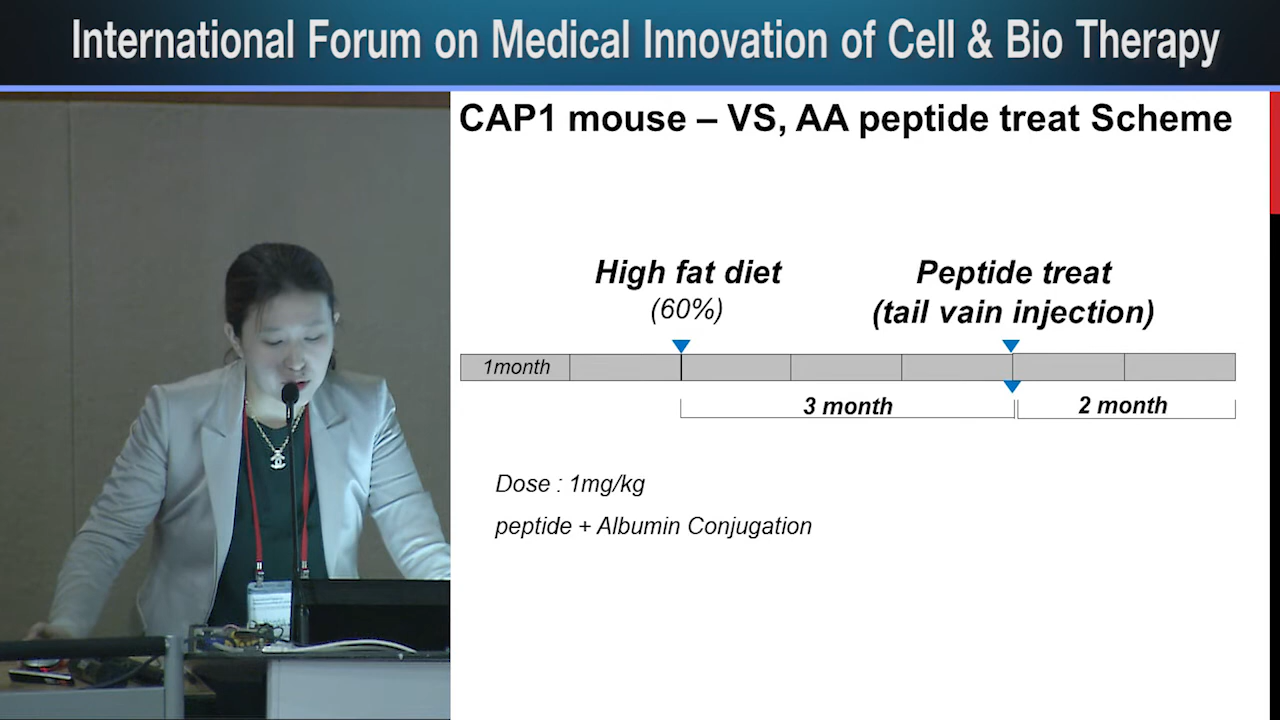 International Forum on Medical Innovation of Cell & Bio Therapy
CAP1 mouse – VS, AA peptide treat Scheme
High fat diet
(60%)
Peptide treat
(tail vain injection)
1month
3 month
2 month
Dose : 1mg/kg
peptide + Albumin Conjugation